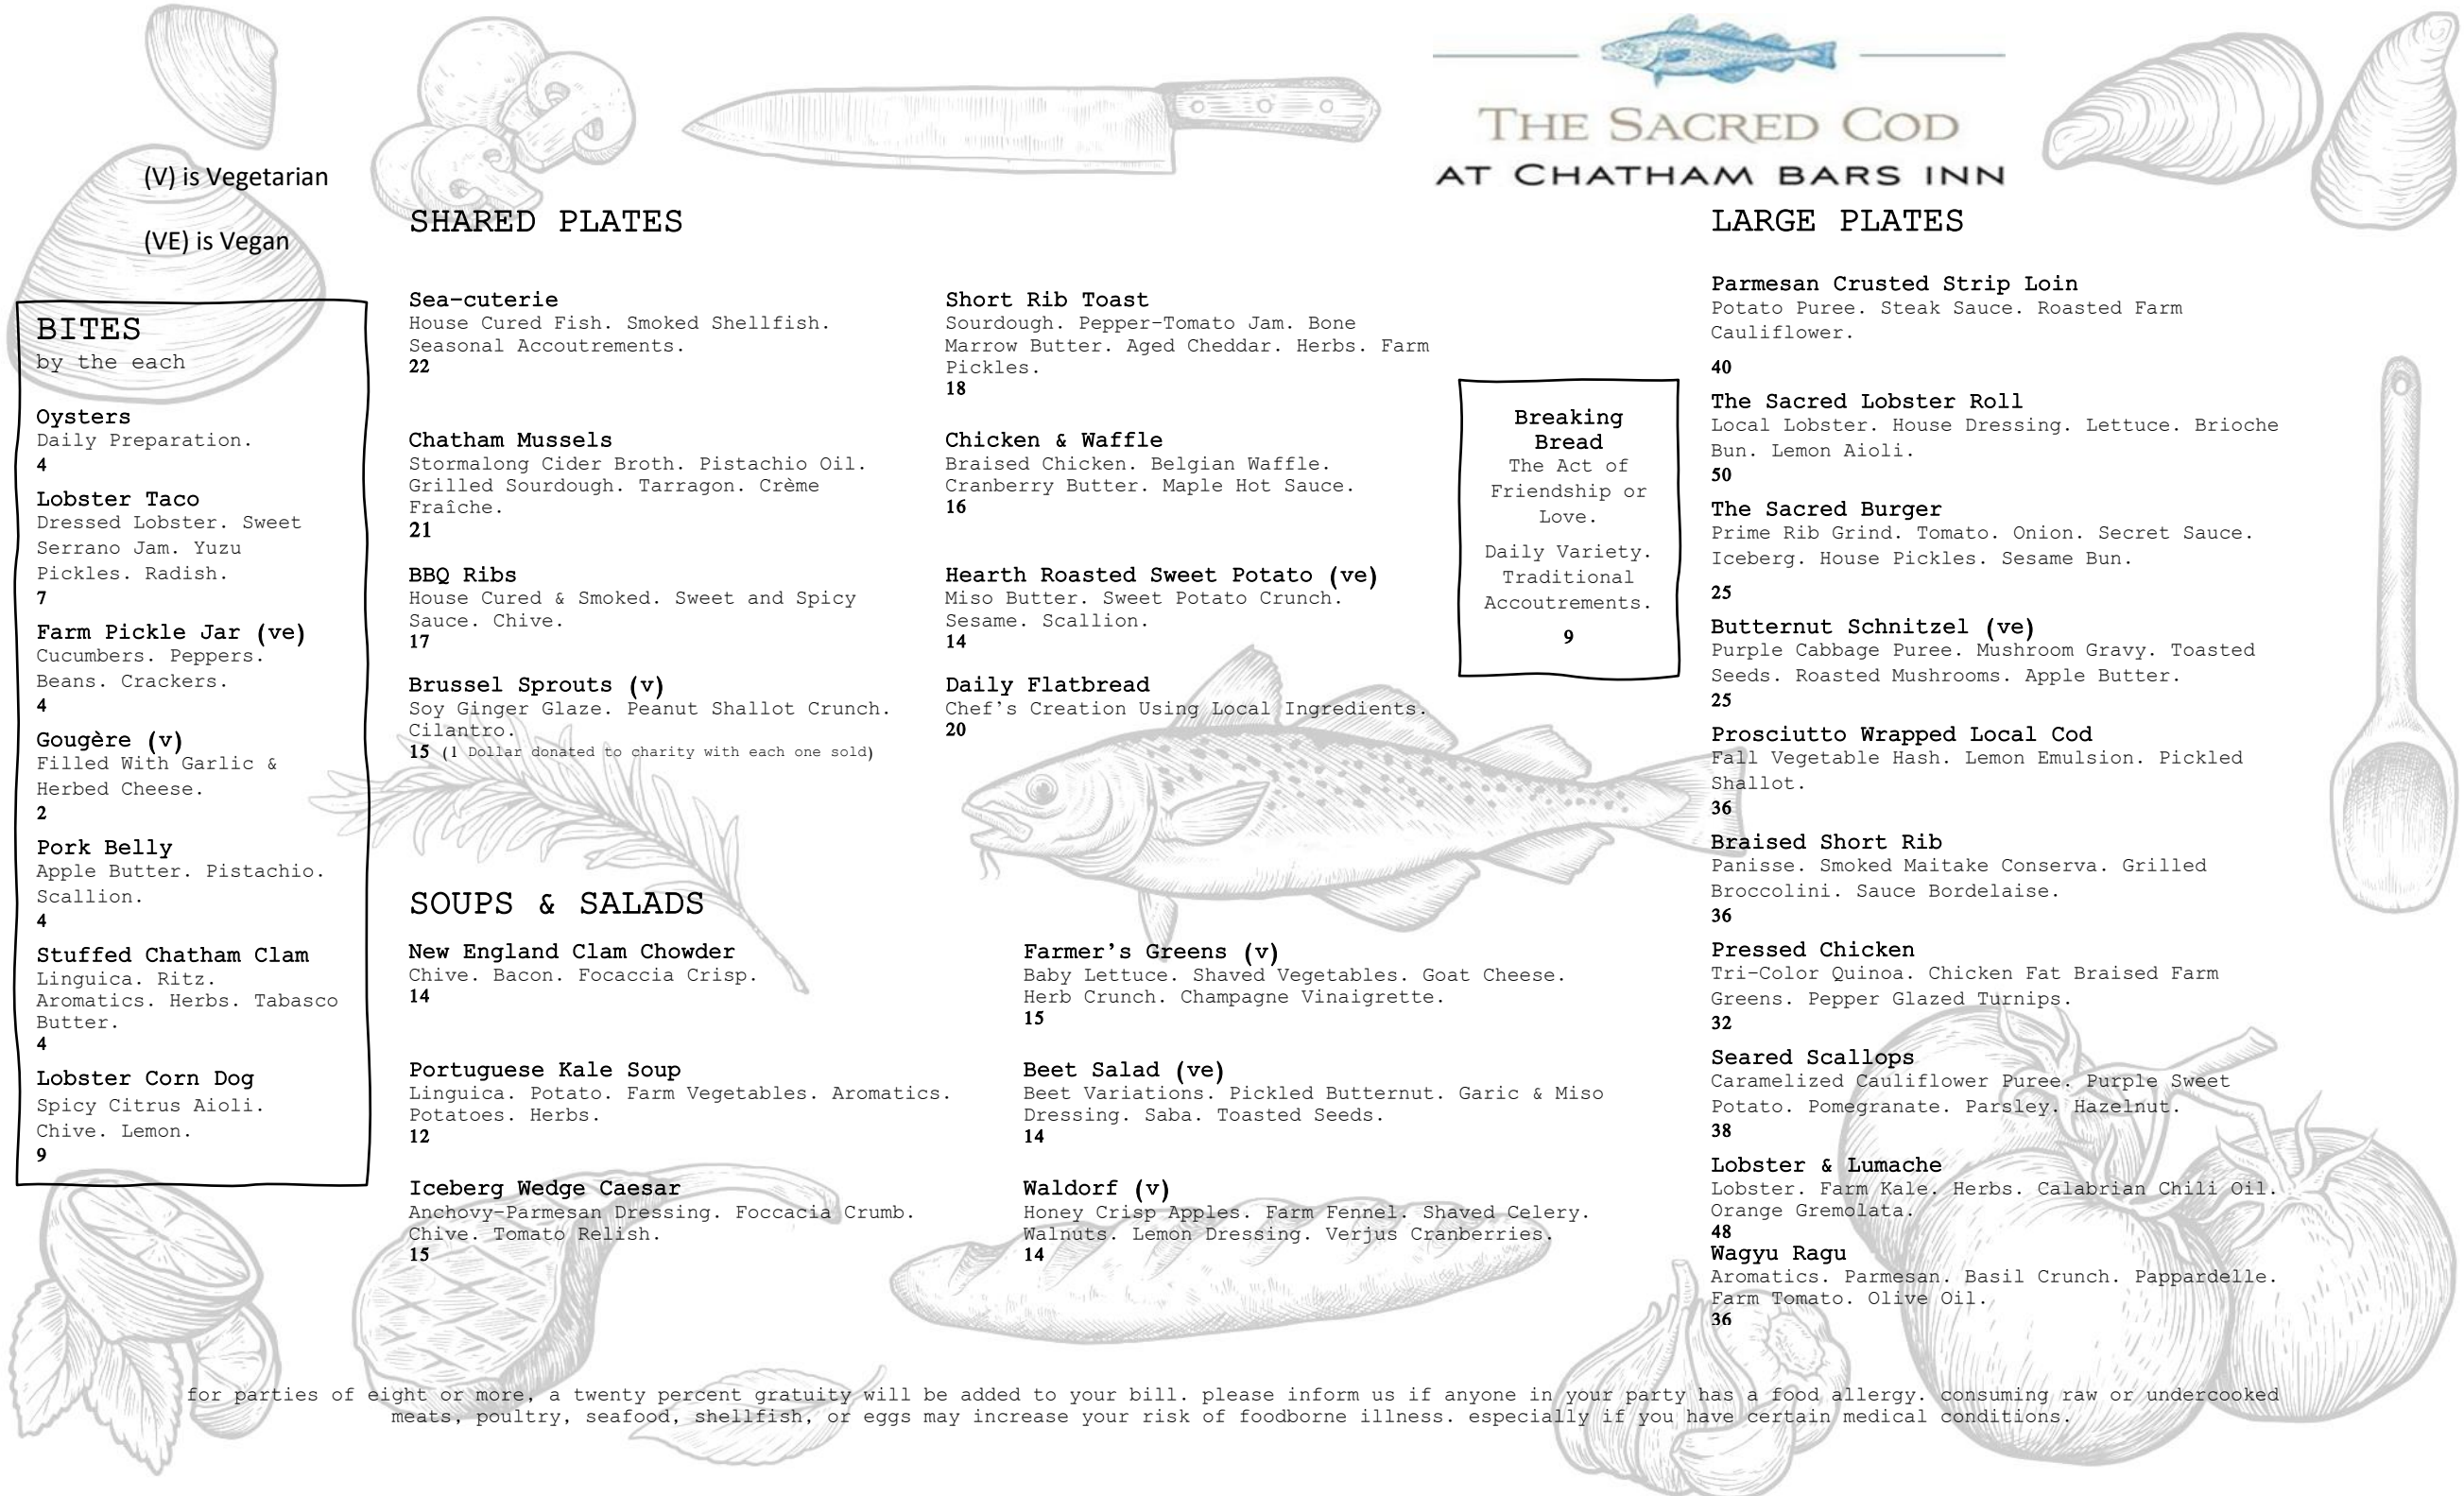 THE SACRED COD
AT CHATHAM BARS INN
(V) is Vegetarian
(VE) is Vegan
BITES
by the each
Oysters
Daily Preparation.
4
Lobster Taco
Dressed Lobster. Sweet
Serrano Jam. Yuzu
Pickles. Radish.
7
Farm Pickle Jar (ve)
Cucumbers. Peppers.
Beans. Crackers.
4
Gougère (v)
Filled With Garlic &
Herbed Cheese.
2
Pork Belly
Apple Butter. Pistachio.
Scallion.
4
Stuffed Chatham Clam
Linguica. Ritz.
Aromatics. Herbs. Tabasco
Butter.
4
Lobster Corn Dog
Spicy Citrus Aioli.
Chive. Lemon.
9
SHARED PLATES
Sea-cuterie
House Cured Fish. Smoked Shellfish.
Seasonal Accoutrements.
22
Chatham Mussels
Stormalong Cider Broth. Pistachio Oil.
Grilled Sourdough. Tarragon. Crème
Fraîche.
21
BBQ Ribs
House Cured & Smoked. Sweet and Spicy
Sauce. Chive.
17
Brussel Sprouts (v)
Soy Ginger Glaze. Peanut Shallot Crunch.
Cilantro.
15 (1 Dollar donated to charity with each one sold)
Short Rib Toast
Sourdough. Pepper-Tomato Jam. Bone
Marrow Butter. Aged Cheddar. Herbs. Farm
Pickles.
18
Chicken & Waffle
Braised Chicken. Belgian Waffle.
Cranberry Butter. Maple Hot Sauce.
16
Hearth Roasted Sweet Potato (ve)
Miso Butter. Sweet Potato Crunch.
Sesame. Scallion.
14
Daily Flatbread
Chef's Creation Using Local Ingredients.
20
Breaking
Bread
The Act of
Friendship or
Love.
Daily Variety.
Traditional
Accoutrements.
9
SOUPS & SALADS
New England Clam Chowder
Chive. Bacon. Focaccia Crisp.
14
Portuguese Kale Soup
Linguica. Potato. Farm Vegetables. Aromatics.
Potatoes. Herbs.
12
Iceberg Wedge Caesar
Anchovy-Parmesan Dressing. Foccacia Crumb.
Chive. Tomato Relish.
15
Farmer's Greens (v)
Baby Lettuce. Shaved Vegetables. Goat Cheese.
Herb Crunch. Champagne Vinaigrette.
15
Beet Salad (ve)
Beet Variations. Pickled Butternut. Garic & Miso
Dressing. Saba. Toasted Seeds.
14
Waldorf (v)
Honey Crisp Apples. Farm Fennel. Shaved Celery.
Walnuts. Lemon Dressing. Verjus Cranberries.
14
LARGE PLATES
Parmesan Crusted Strip Loin
Potato Puree. Steak Sauce. Roasted Farm
Cauliflower.
40
The Sacred Lobster Roll
Local Lobster. House Dressing. Lettuce. Brioche
Bun. Lemon Aioli.
50
The Sacred Burger
Prime Rib Grind. Tomato. Onion. Secret Sauce.
Iceberg. House Pickles. Sesame Bun.
25
Butternut Schnitzel (ve)
Purple Cabbage Puree. Mushroom Gravy. Toasted
Seeds. Roasted Mushrooms. Apple Butter.
25
Prosciutto Wrapped Local Cod
Fall Vegetable Hash. Lemon Emulsion. Pickled
Shallot.
36
Braised Short Rib
Panisse. Smoked Maitake Conserva. Grilled
Broccolini. Sauce Bordelaise.
36
Pressed Chicken
Tri-Color Quinoa. Chicken Fat Braised Farm
Greens. Pepper Glazed Turnips.
32
Seared Scallops
Caramelized Cauliflower Puree. Purple Sweet
Potato. Pomegranate. Parsley. Hazelnut.
38
Lobster & Lumache
Lobster. Farm Kale. Herbs. Calabrian Chili Oil.
Orange Gremolata.
48
Wagyu Ragu
Aromatics. Parmesan. Basil Crunch. Pappardelle.
Farm Tomato. Olive Oil.
36
for parties of eight or more, a twenty percent gratuity will be added to your bill. please inform us if anyone in your party has a food allergy. consuming raw or undercooked
meats, poultry, seafood, shellfish, or eggs may increase your risk of foodborne illness. especially if you have certain medical conditions.